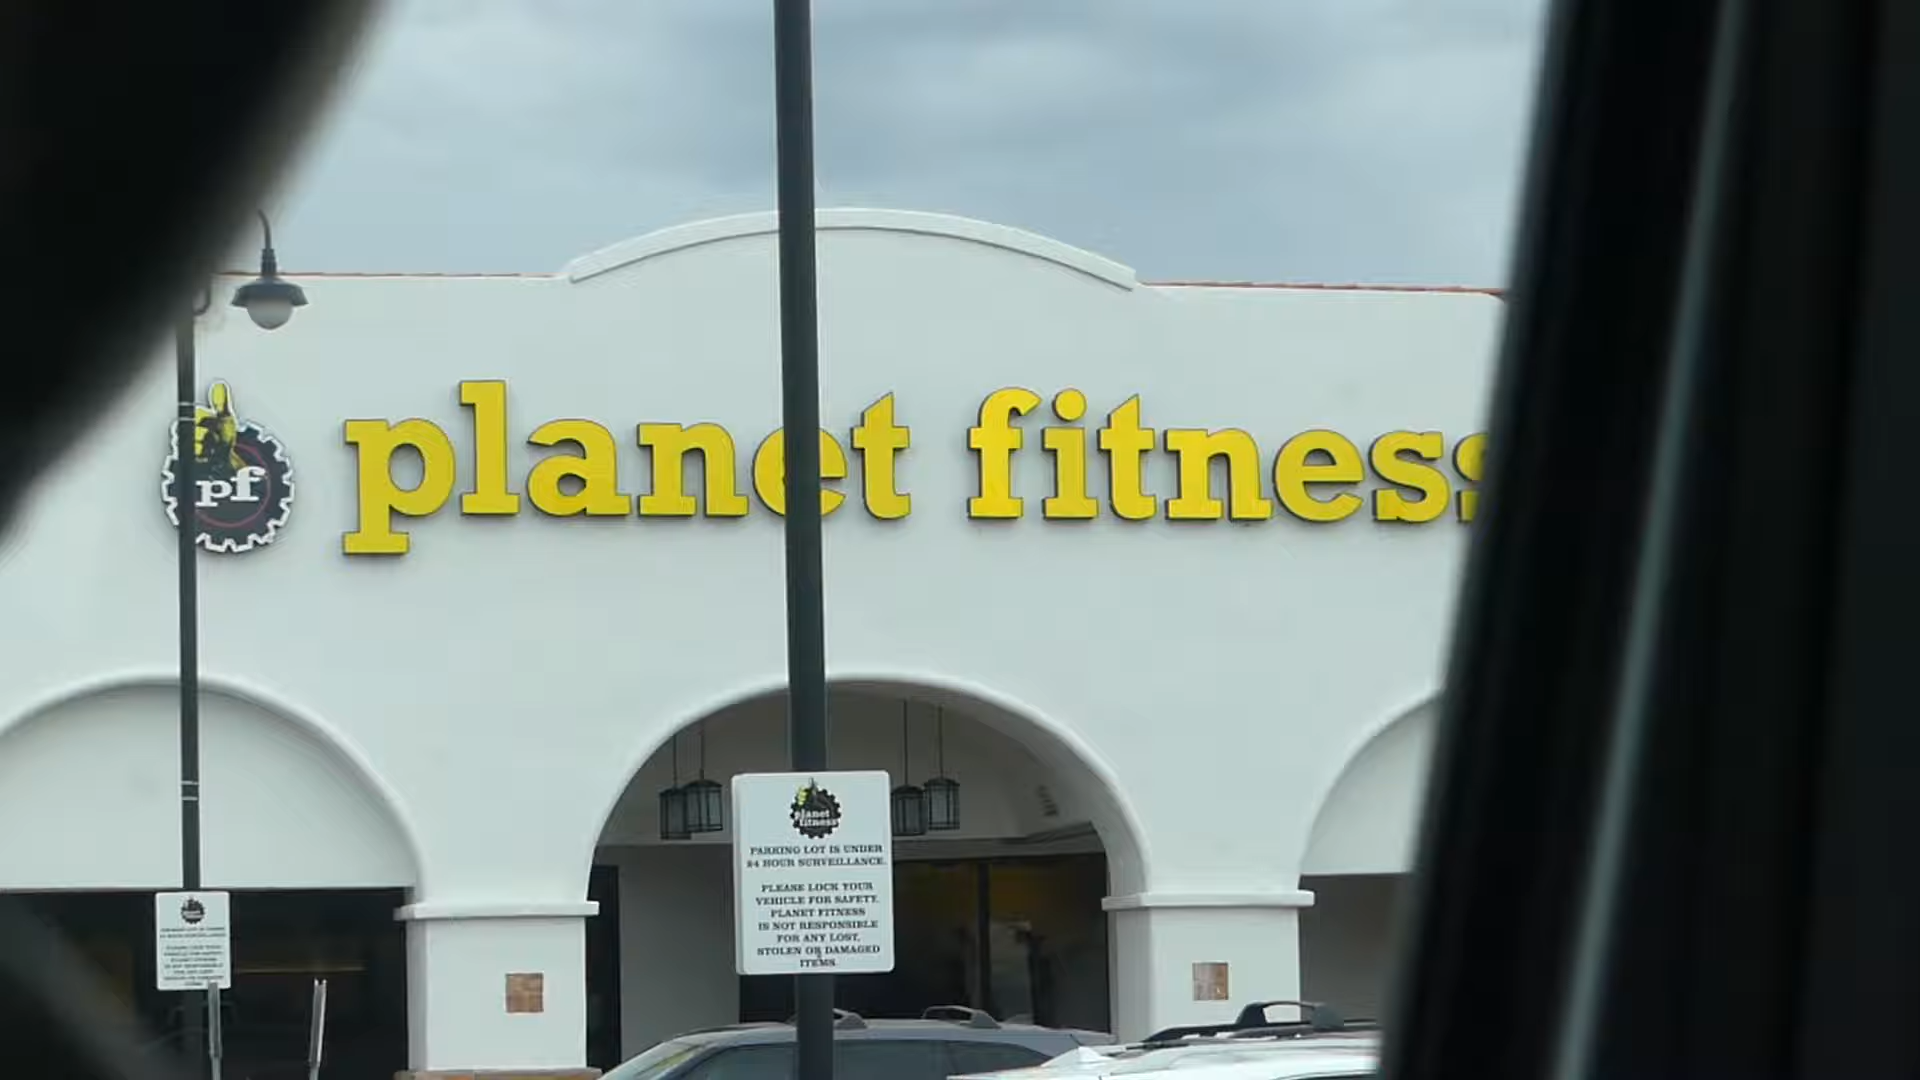 planet fitness
pf
planet
fitness
PARKING LOT IS UNDER
24 HOUR SURVEILLANCE.
PLEASE LOCK YOUR
VEHICLE FOR SAFETY.
PLANET FITNESS
IS NOT RESPONSIBLE
FOR ANY LOST,
STOLEN OR DAMAGED
ITEMS.